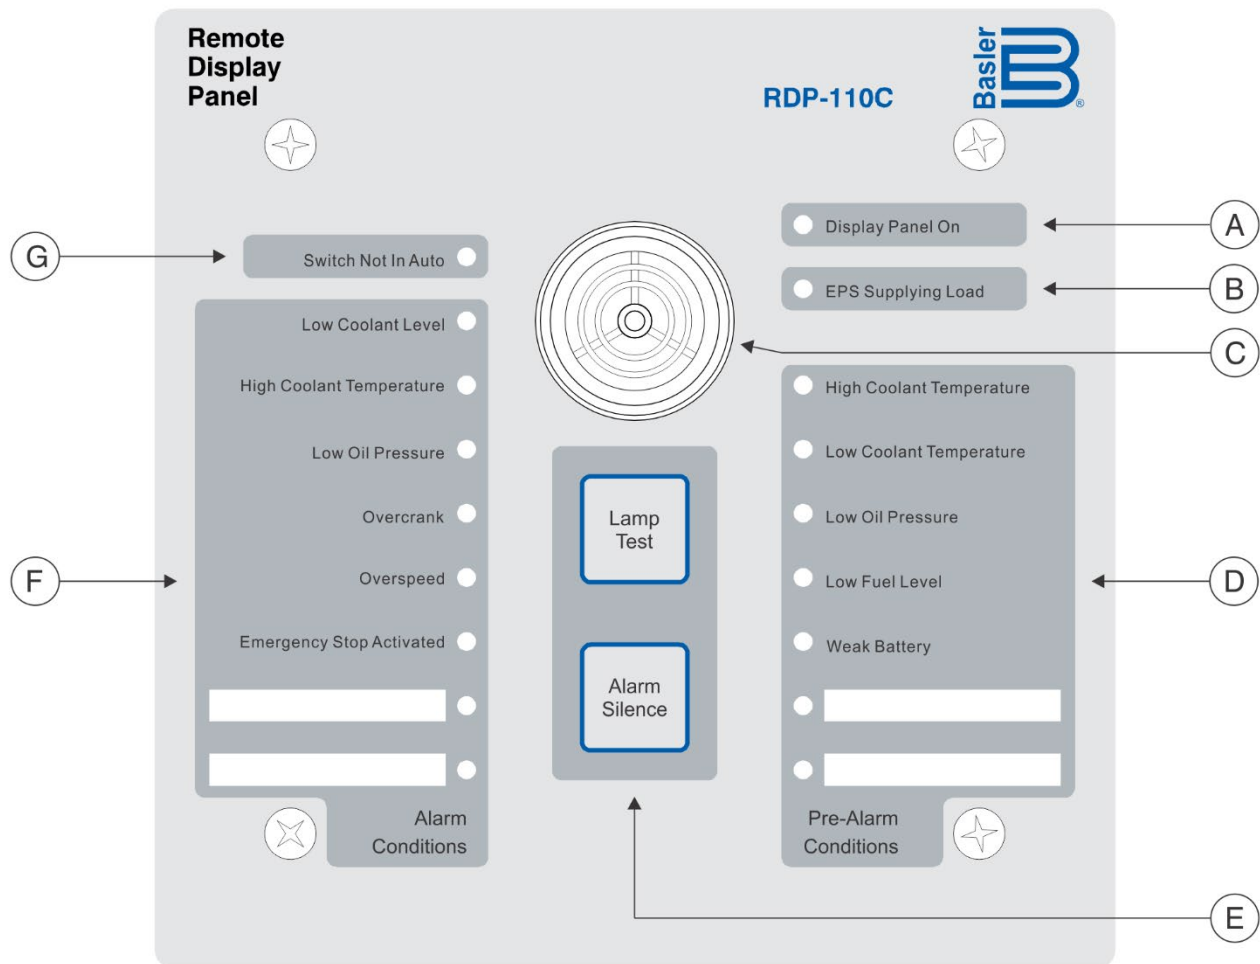 Remote
Display
Panel
RDP-110C
Basler
®
A
Display Panel On
G
Switch Not In Auto
B
EPS Supplying Load
C
Low Coolant Level
High Coolant Temperature
Low Oil Pressure
Overcrank
F
Overspeed
Emergency Stop Activated
Alarm
Conditions
Lamp
Test
Alarm
Silence
High Coolant Temperature
Low Coolant Temperature
Low Oil Pressure
Low Fuel Level
D
Weak Battery
Pre-Alarm
Conditions
E